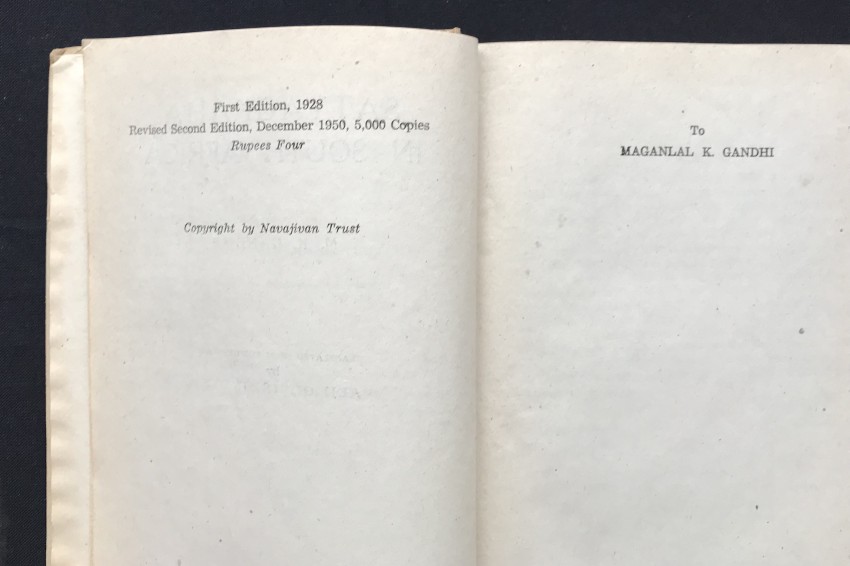 First Edition, 1928
Revised Second Edition, December 1950, 5,000 Copies
Rupees Four
Copyright by Navajivan Trust
To
MAGANLAL K. GANDHI